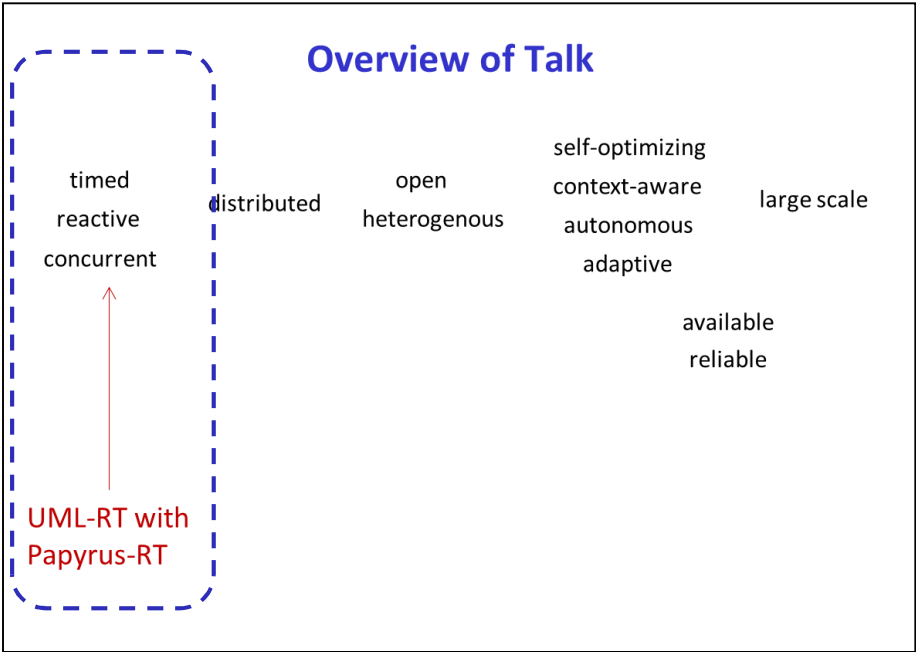 Overview of Talk
timed
reactive
concurrent
distributed
open
heterogenous
self-optimizing
context-aware
autonomous
adaptive
large scale
available
reliable
UML-RT with
Papyrus-RT